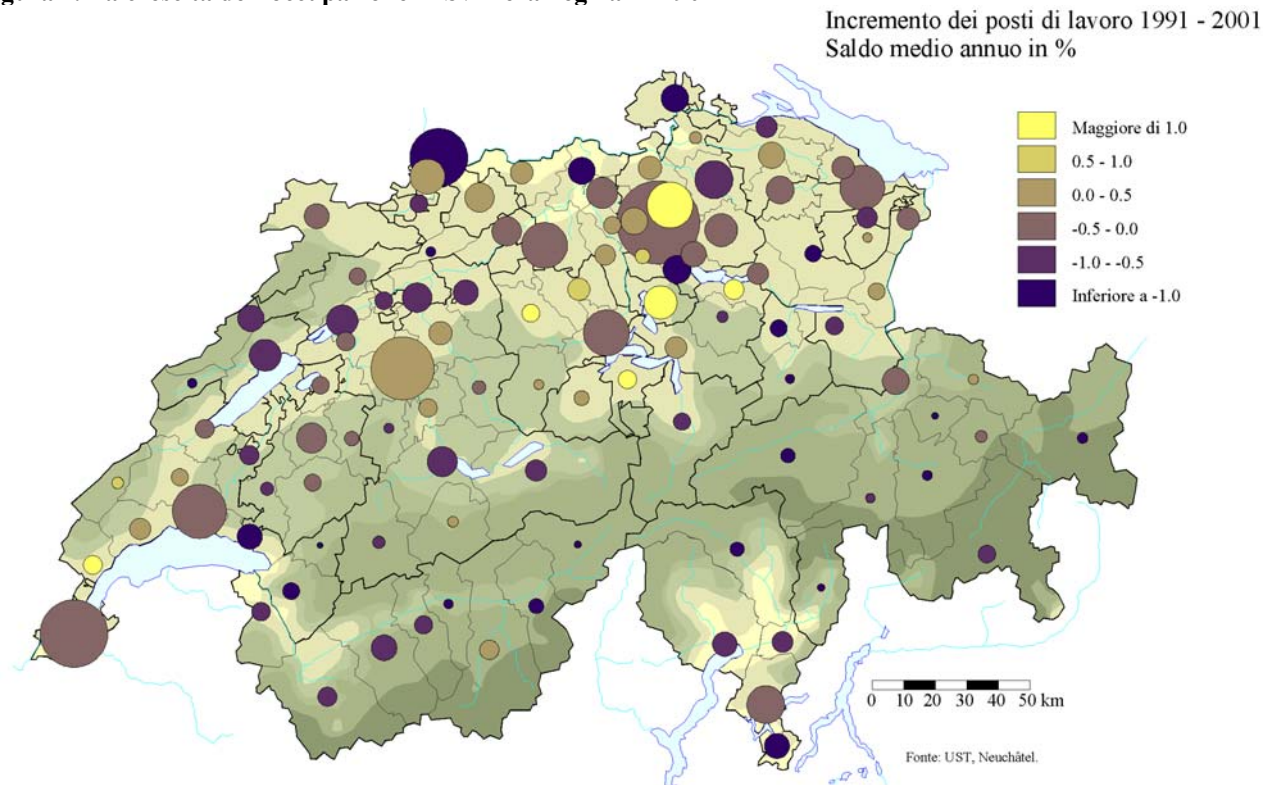 Incremento dei posti di lavoro 1991 - 2001
Saldo medio annuo in %
Maggiore di 1.0
0.5 - 1.0
0.0 - 0.5
-0.5 - 0.0
-1.0 - -0.5
Inferiore a -1.0
0 10 20 30 40 50 km
Fonte: UST, Neuchâtel.